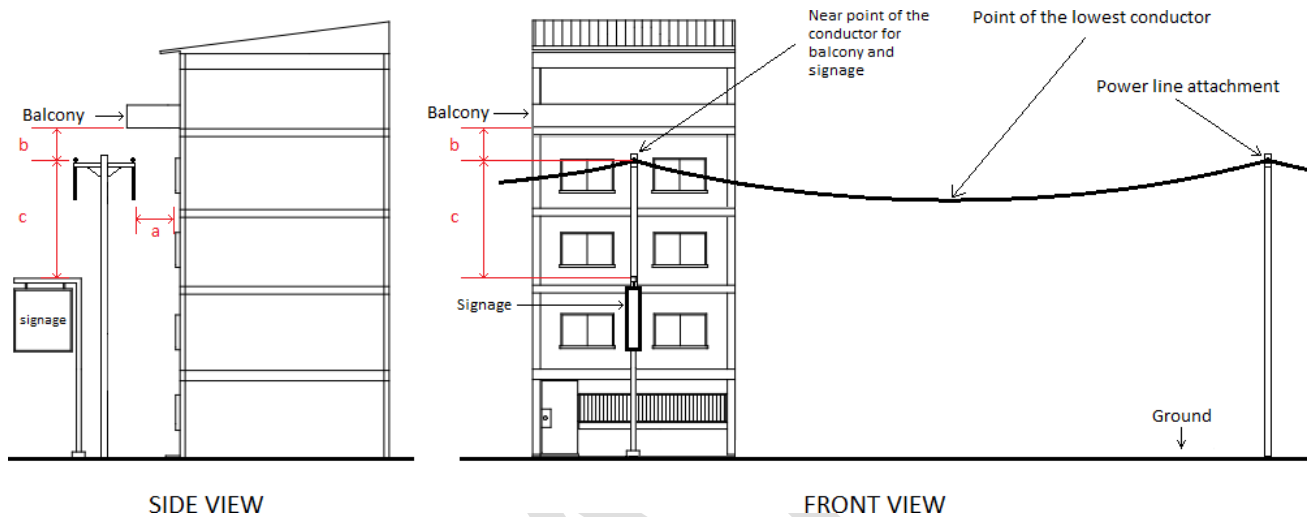 Balcony
b
c
a
signage
SIDE VIEW
Near point of the
conductor for
balcony and
signage
Point of the lowest conductor
Power line attachment
Balcony
b
c
Signage
Ground
FRONT VIEW